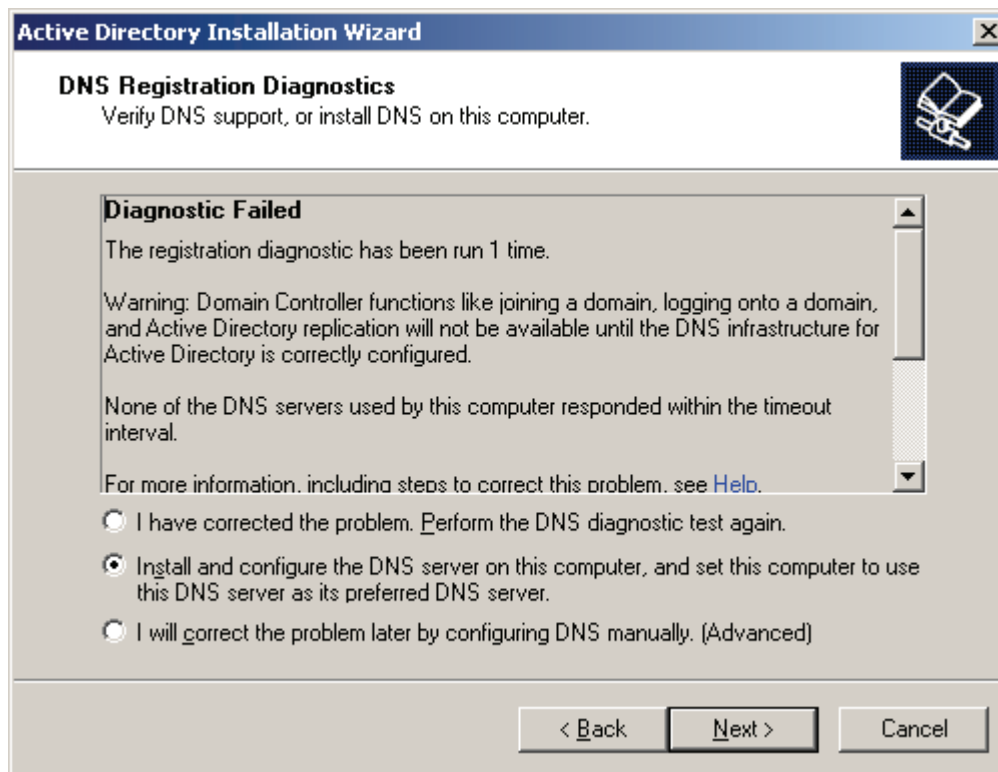 Active Directory Installation Wizard
DNS Registration Diagnostics
Verify DNS support, or install DNS on this computer.
Diagnostic Failed
The registration diagnostic has been run 1 time.
Warning: Domain Controller functions like joining a domain, logging onto a domain,
and Active Directory replication will not be available until the DNS infrastructure for
Active Directory is correctly configured.
None of the DNS servers used by this computer responded within the timeout
interval.
For more information, including steps to correct this problem, see Help.
I have corrected the problem. Perform the DNS diagnostic test again.
Install and configure the DNS server on this computer, and set this computer to use
this DNS server as its preferred DNS server.
I will correct the problem later by configuring DNS manually. (Advanced)
< Back
Next >
Cancel